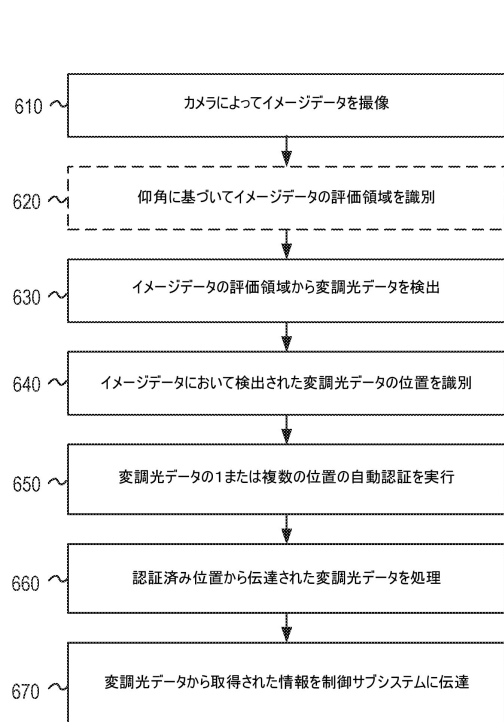 610
カメラによってイメージデータを撮像
620
仰角に基づいてイメージデータの評価領域を識別
630
イメージデータの評価領域から変調光データを検出
640
イメージデータにおいて検出された変調光データの位置を識別
650
変調光データの1または複数の位置の自動認証を実行
660
認証済み位置から伝達された変調光データを処理
670
変調光データから取得された情報を制御サブシステムに伝達